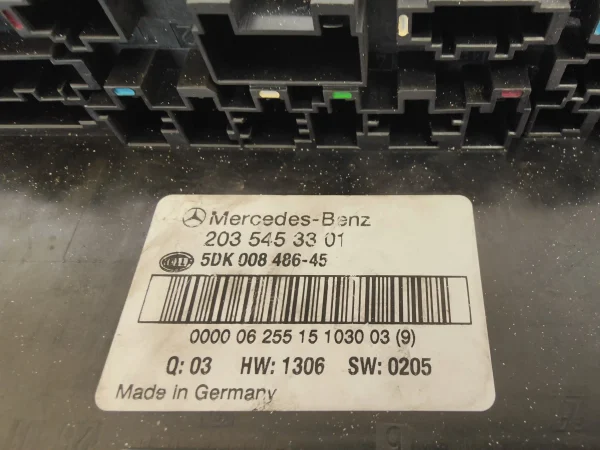 Mercedes-Benz
203 545 33 01
HELLA 5DK 008 486-45
0000 06 255 15 1030 03 (9)
Q: 03 HW: 1306 SW: 0205
Made in Germany